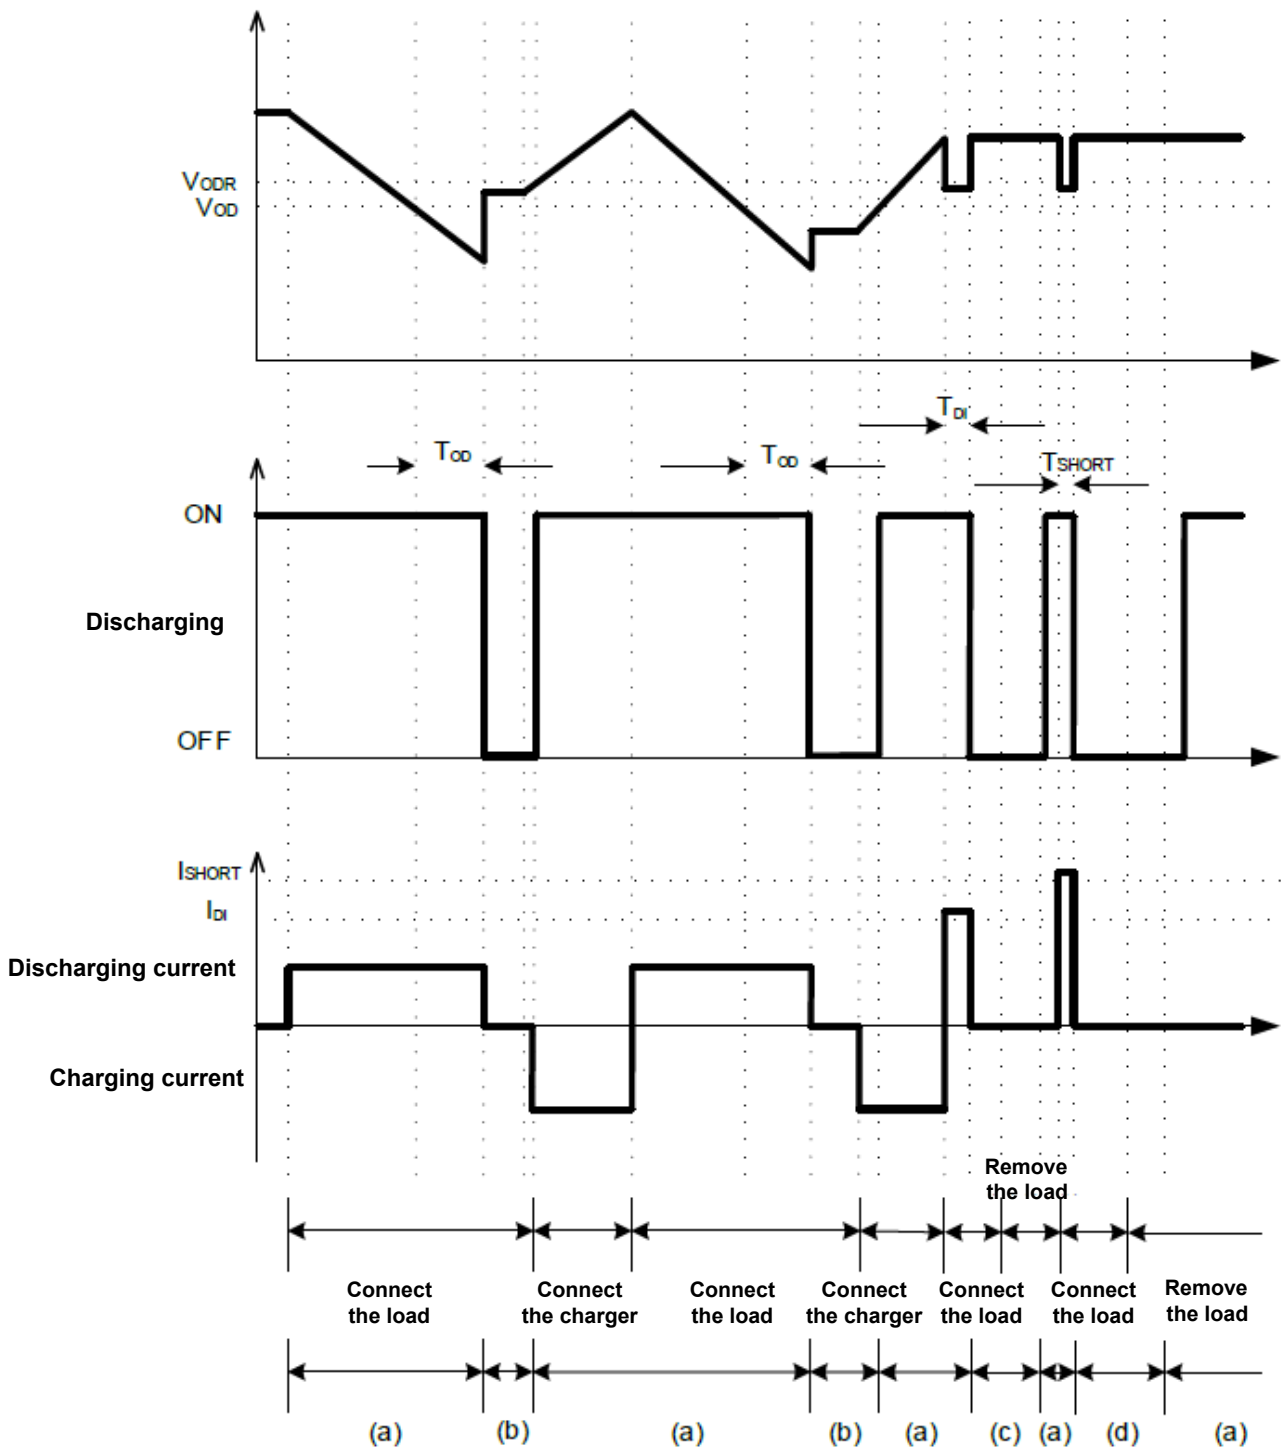 VODR
VOD
TDI
TOD
TOD
TSHORT
ON
Discharging
OFF
ISHORT
IDI
Discharging current
Charging current
Remove
the load
Connect
the load
Connect
the charger
Connect
the load
Connect
the charger
Connect
the load
Connect
the load
Remove
the load
(a) (b) (a) (b) (a) (c) (a) (d) (a)